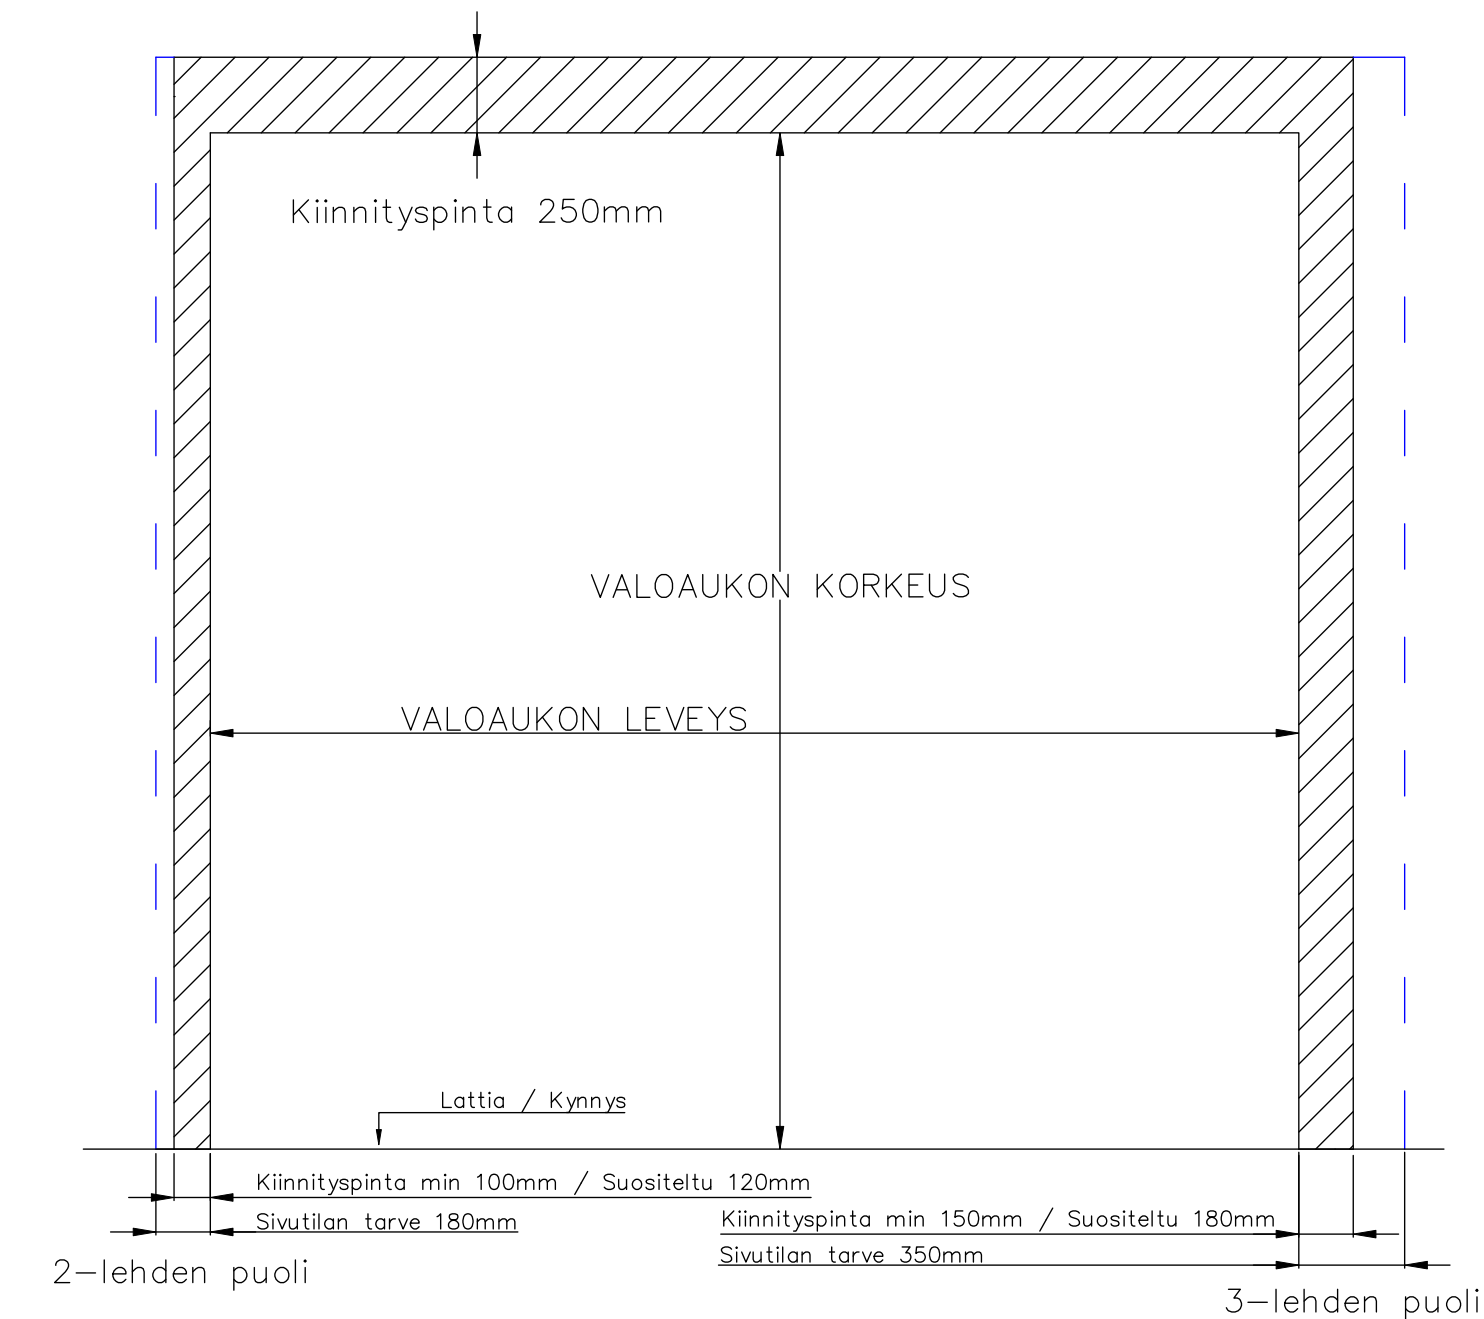 Kiinnityspinta 250mm
VALOAUKON KORKEUS
VALOAUKON LEVEYS
Lattia / Kynnys
Kiinnityspinta min 100mm / Suositeltu 120mm
Sivutilan tarve 180mm
Kiinnityspinta min 150mm / Suositeltu 180mm
Sivutilan tarve 350mm
2-lehden puoli
3-lehden puoli